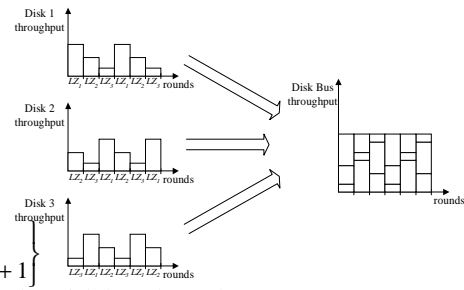 Disk 1
throughput
LZ₁ LZ₂ LZ₃ LZ₁ LZ₂ LZ₃ rounds
Disk 2
throughput
LZ₂ LZ₃ LZ₁ LZ₂ LZ₃ LZ₁ rounds
Disk 3
throughput
LZ₃ LZ₁ LZ₂ LZ₃ LZ₁ LZ₂ rounds
+ 1}
Disk Bus
throughput
rounds